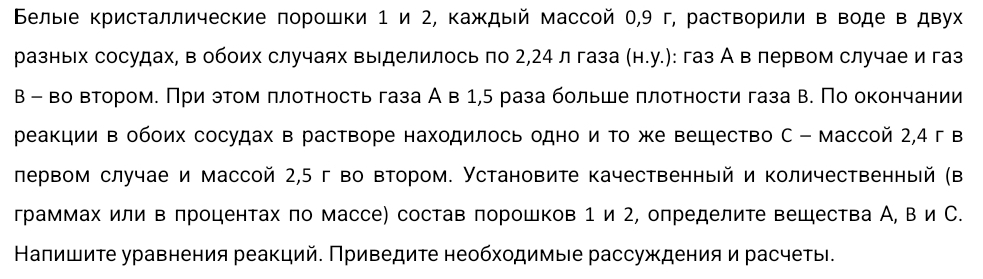 Белые кристаллические порошки 1 и 2, каждый массой 0,9 г, растворили в воде в двух
разных сосудах, в обоих случаях выделилось по 2,24 л газа (н.у.): газ А в первом случае и газ
В – во втором. При этом плотность газа А в 1,5 раза больше плотности газа В. По окончании
реакции в обоих сосудах в растворе находилось одно и то же вещество С – массой 2,4 г в
первом случае и массой 2,5 г во втором. Установите качественный и количественный (в
граммах или в процентах по массе) состав порошков 1 и 2, определите вещества А, В и С.
Напишите уравнения реакций. Приведите необходимые рассуждения и расчеты.